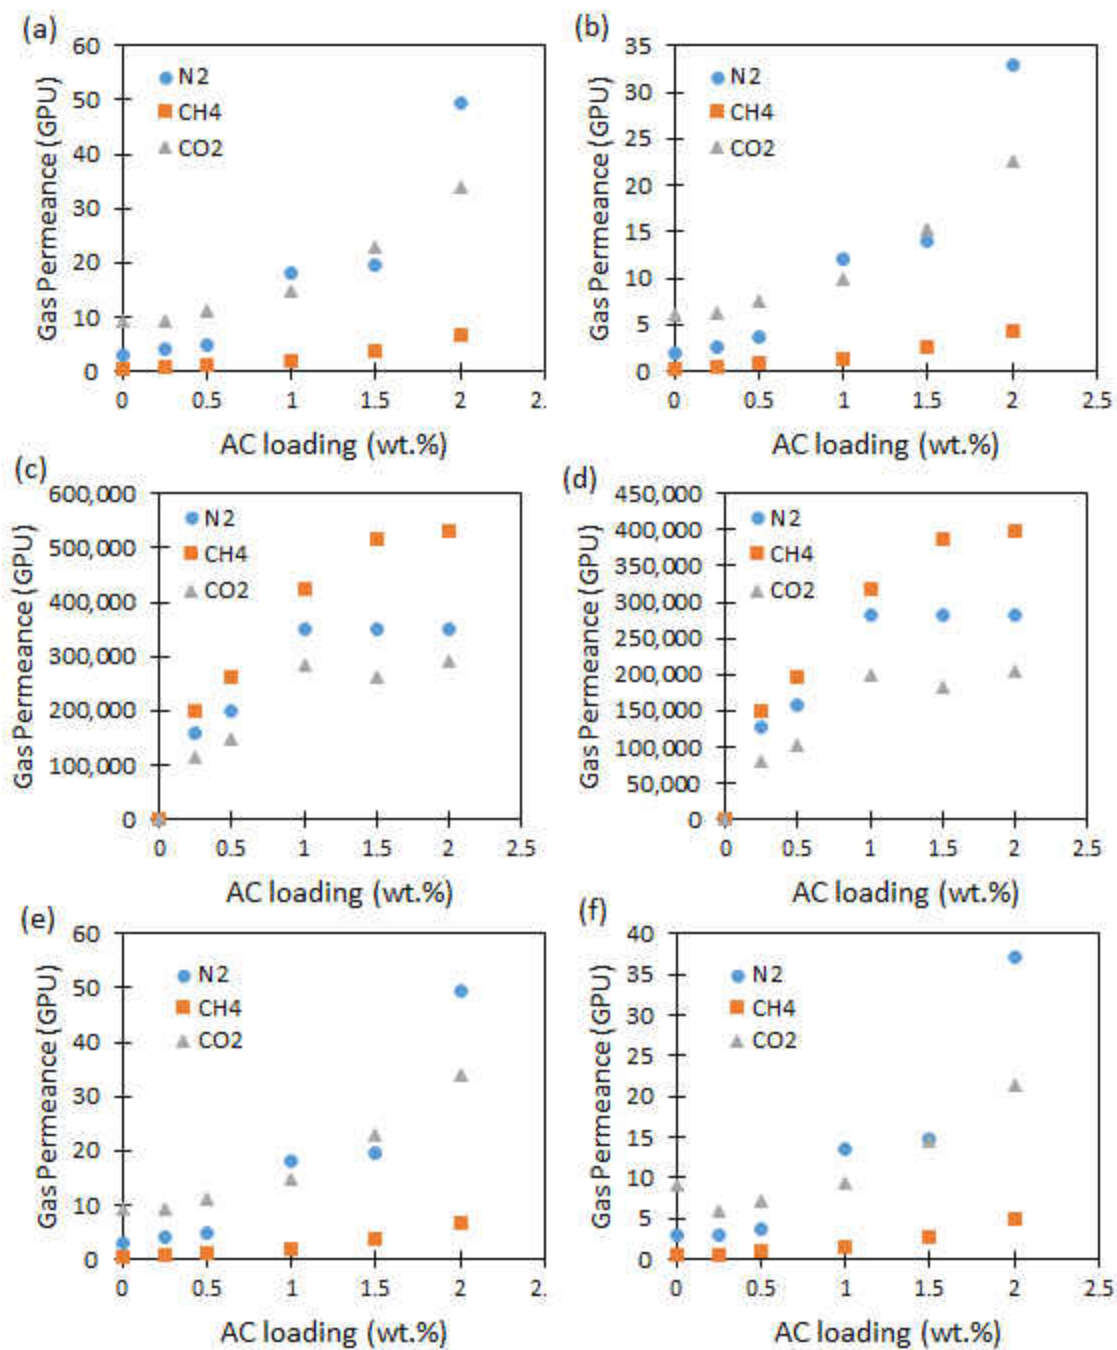 (a)
60
50
40
30
20
10
0
Gas Permeance (GPU)
N2
CH4
CO2
0 0.5 1 1.5 2 2.
AC loading (wt.%)
(b)
35
30
25
20
15
10
5
0
Gas Permeance (GPU)
N2
CH4
CO2
0 0.5 1 1.5 2 2.5
AC loading (wt.%)
(c)
600,000
500,000
400,000
300,000
200,000
100,000
0
Gas Permeance (GPU)
N2
CH4
CO2
0 0.5 1 1.5 2 2.5
AC loading (wt.%)
(d)
450,000
400,000
350,000
300,000
250,000
200,000
150,000
100,000
50,000
0
Gas Permeance (GPU)
N2
CH4
CO2
0 0.5 1 1.5 2 2.5
AC loading (wt.%)
(e)
60
50
40
30
20
10
0
Gas Permeance (GPU)
N2
CH4
CO2
0 0.5 1 1.5 2 2.
AC loading (wt.%)
(f)
40
35
30
25
20
15
10
5
0
Gas Permeance (GPU)
N2
CH4
CO2
0 0.5 1 1.5 2 2.5
AC loading (wt.%)